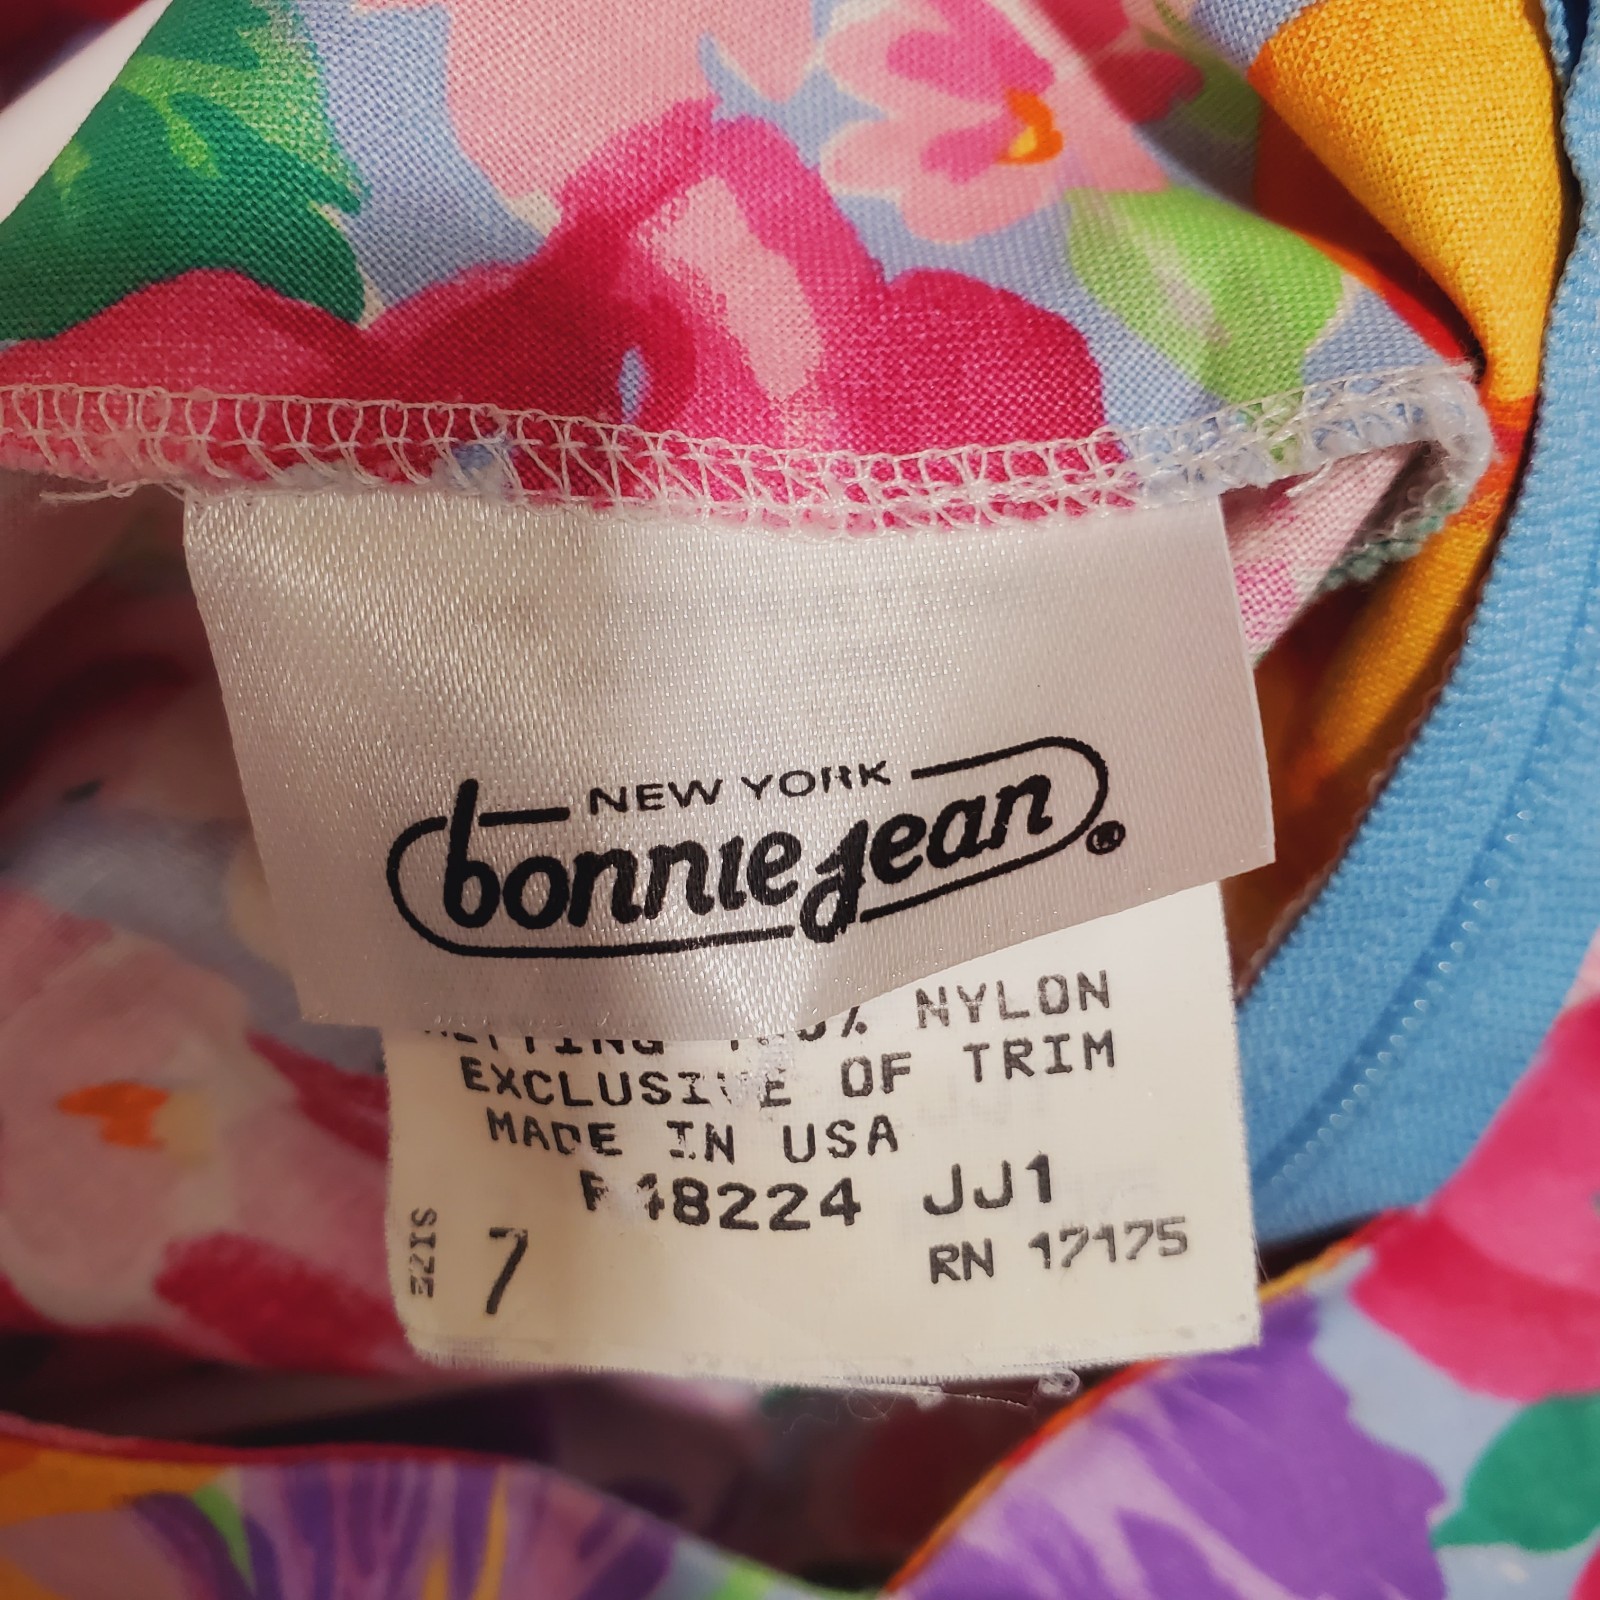 NEW YORK
bonnie jean ®
NYLON
EXCLUSIVE OF TRIM
MADE IN USA
48224 JJ1
SIZE 7 RN 17175